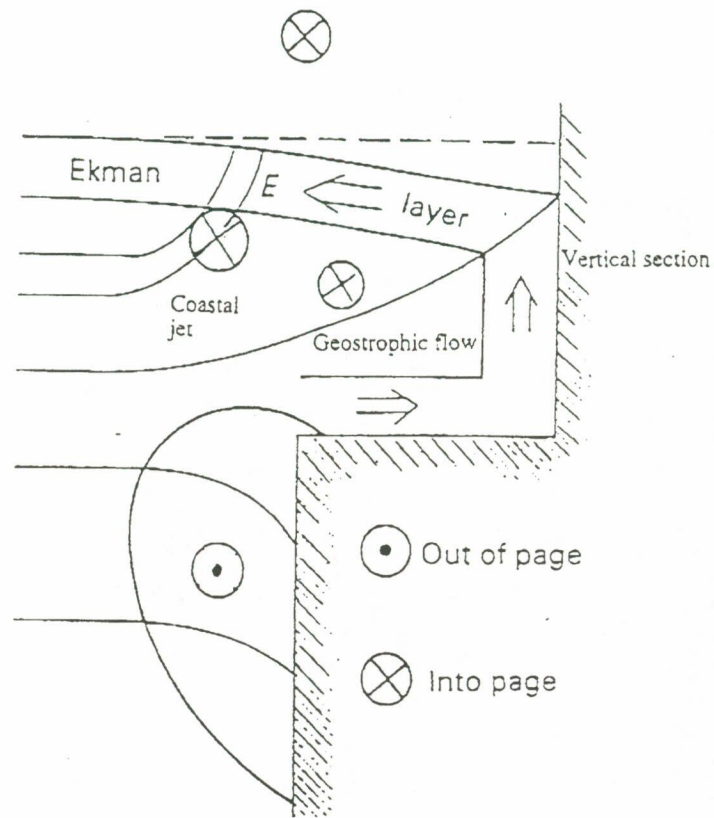 Ekman
E
layer
Vertical section
Coastal
jet
Geostrophic flow
Out of page
Into page